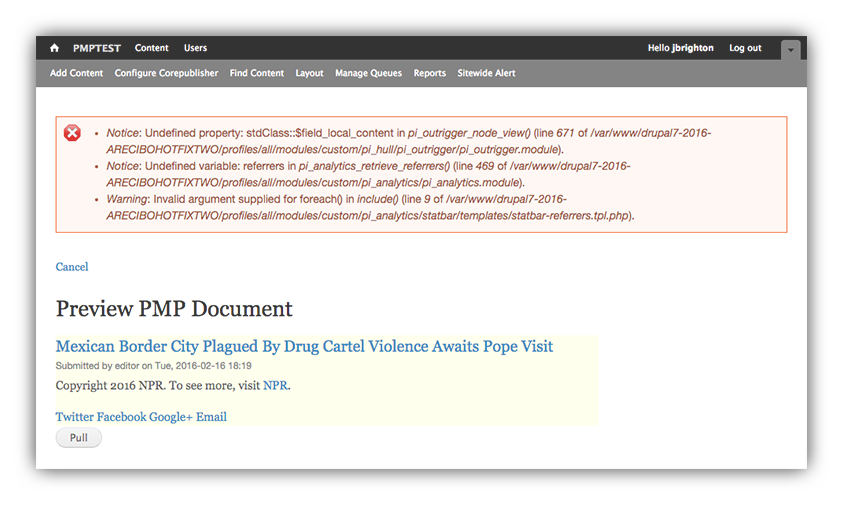 PMPTEST Content Users Hello jbrighton Log out
Add Content Configure Corepublisher Find Content Layout Manage Queues Reports Sitewide Alert
• Notice: Undefined property: stdClass::$field_local_content in pi_outrigger_node_view() (line 671 of /var/www/drupal7-2016-
ARECIBOHOTFIXTWO/profiles/all/modules/custom/pi_hull/pi_outrigger/pi_outrigger.module).
• Notice: Undefined variable: referrers in pi_analytics_retrieve_referrers() (line 469 of /var/www/drupal7-2016-
ARECIBOHOTFIXTWO/profiles/all/modules/custom/pi_analytics/pi_analytics.module).
• Warning: Invalid argument supplied for foreach() in include() (line 9 of /var/www/drupal7-2016-
ARECIBOHOTFIXTWO/profiles/all/modules/custom/pi_analytics/statbar/templates/statbar-referrers.tpl.php).
Cancel
Preview PMP Document
Mexican Border City Plagued By Drug Cartel Violence Awaits Pope Visit
Submitted by editor on Tue, 2016-02-16 18:19
Copyright 2016 NPR. To see more, visit NPR.
Twitter Facebook Google+ Email
Pull